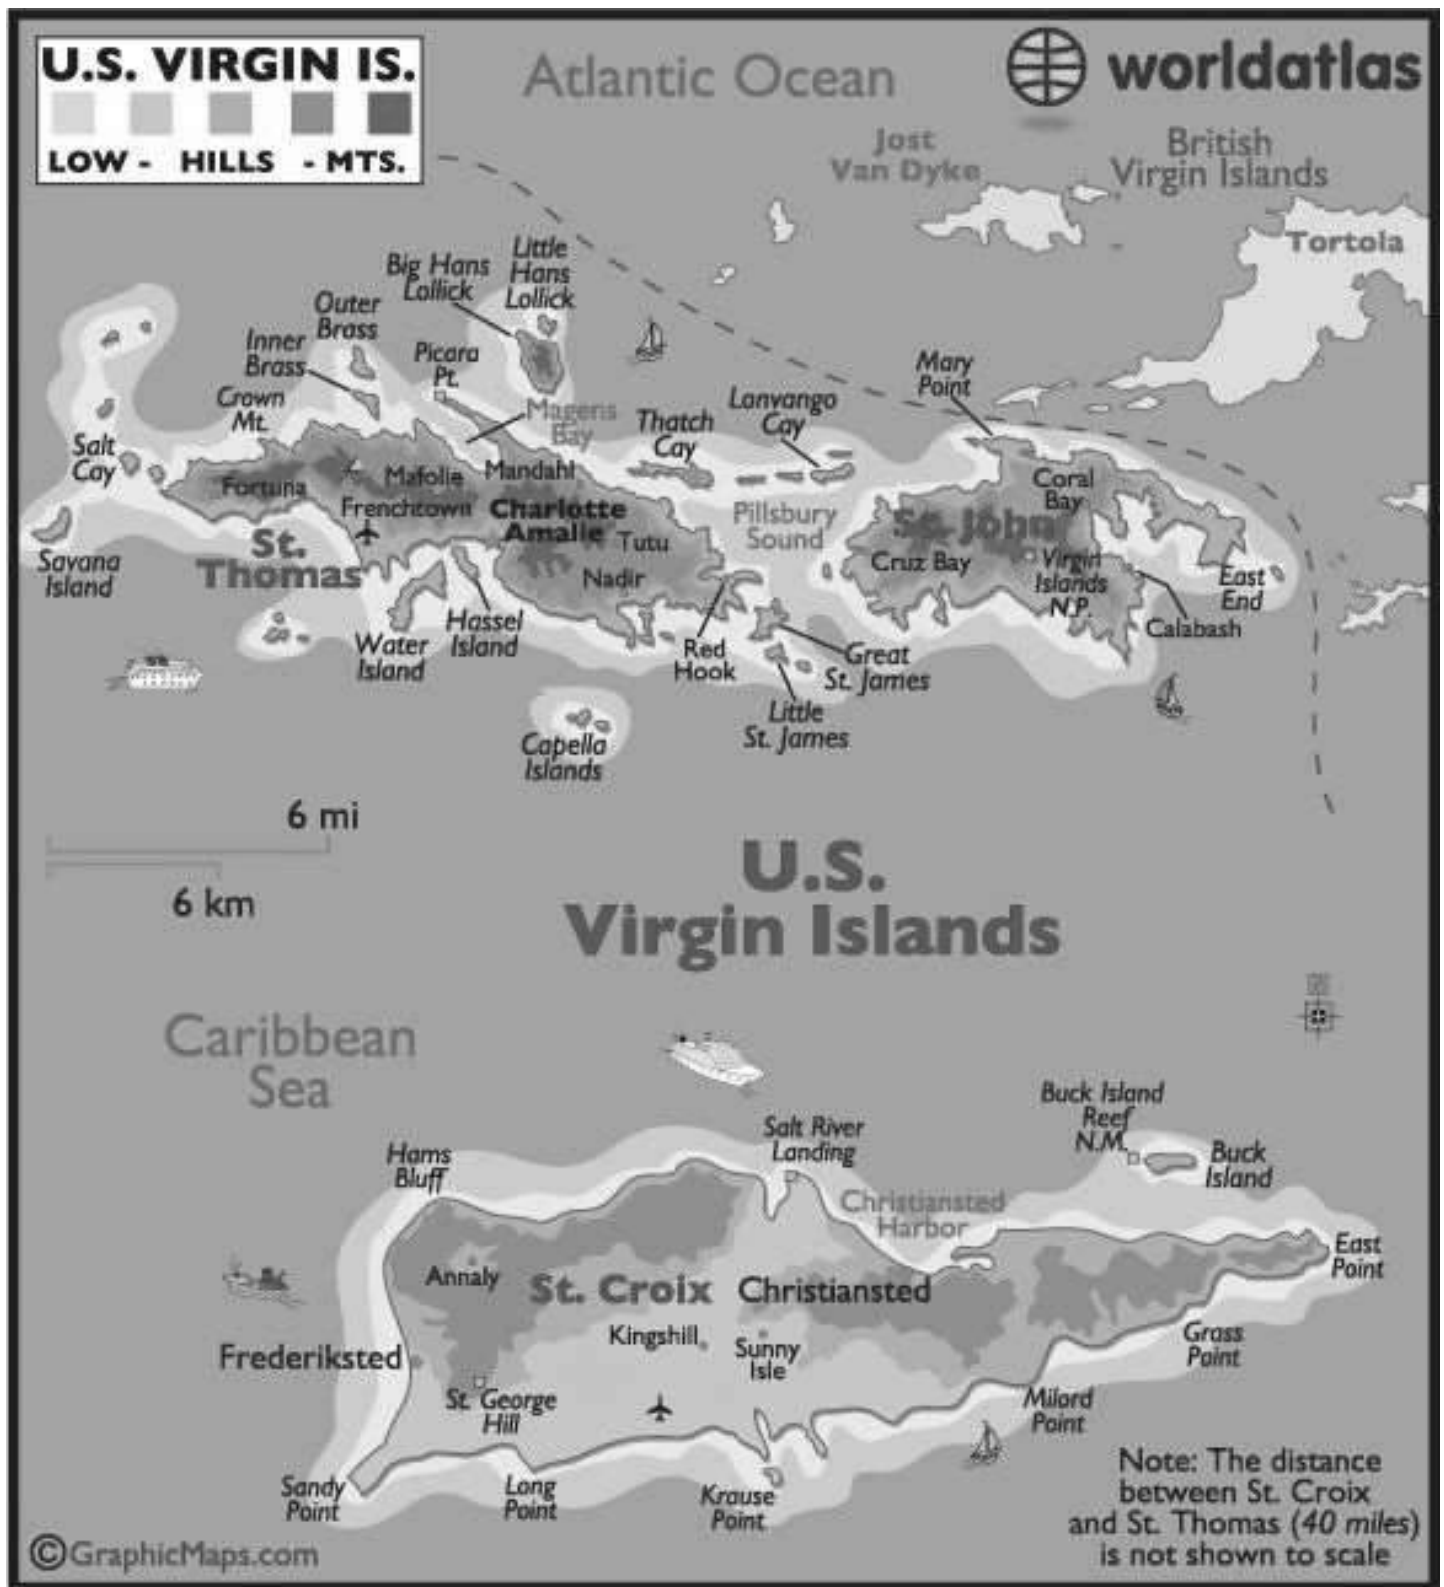 U.S. VIRGIN IS.
LOW - HILLS - MTS.
Atlantic Ocean
worldatlas
Jost
Van Dyke
British
Virgin Islands
Tortola
Little
Hans
Lollick
Big Hans
Lollick
Outer
Brass
Inner
Brass
Picara
Pt.
Crown
Mt.
Magens
Bay
Thatch
Cay
Lonvango
Cay
Mary
Point
Salt
Cay
Fortuna
Mafolie
Mandahl
Frenchtown
Charlotte
Amalie
Tutu
Nadir
Pillsbury
Sound
St. John
Coral
Bay
Cruz Bay
Virgin
Islands
N.P.
East
End
Calabash
Savana
Island
St.
Thomas
Water
Island
Hassel
Island
Red
Hook
Great
St. James
Little
St. James
Capella
Islands
6 mi
6 km
U.S.
Virgin Islands
Caribbean
Sea
N
Buck Island
Reef
N.M.
Buck
Island
Salt River
Landing
Hams
Bluff
Christiansted
Harbor
East
Point
Annaly
St. Croix
Christiansted
Kingshill
Sunny
Isle
Grass
Point
Frederiksted
St. George
Hill
Milord
Point
Sandy
Point
Long
Point
Krause
Point
Note: The distance
between St. Croix
and St. Thomas (40 miles)
is not shown to scale
©GraphicMaps.com